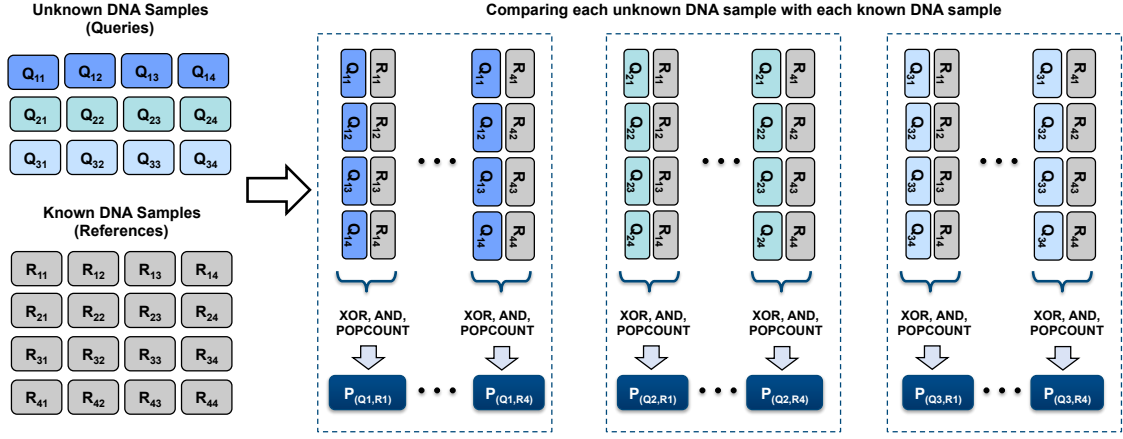 Unknown DNA Samples
(Queries)
Q11 Q12 Q13 Q14
Q21 Q22 Q23 Q24
Q31 Q32 Q33 Q34
Known DNA Samples
(References)
R11 R12 R13 R14
R21 R22 R23 R24
R31 R32 R33 R34
R41 R42 R43 R44
Comparing each unknown DNA sample with each known DNA sample
Q11 R11 Q11 R41
Q12 R12 Q12 R42
Q13 R13 Q13 R43
Q14 R14 Q14 R44
XOR, AND, XOR, AND,
POPCOUNT POPCOUNT
P(Q1,R1) P(Q1,R4)
Q21 R11 Q21 R41
Q22 R12 Q22 R42
Q23 R13 Q23 R43
Q24 R14 Q24 R44
XOR, AND, XOR, AND,
POPCOUNT POPCOUNT
P(Q2,R1) P(Q2,R4)
Q31 R11 Q31 R41
Q32 R12 Q32 R42
Q33 R13 Q33 R43
Q34 R14 Q34 R44
XOR, AND, XOR, AND,
POPCOUNT POPCOUNT
P(Q3,R1) P(Q3,R4)